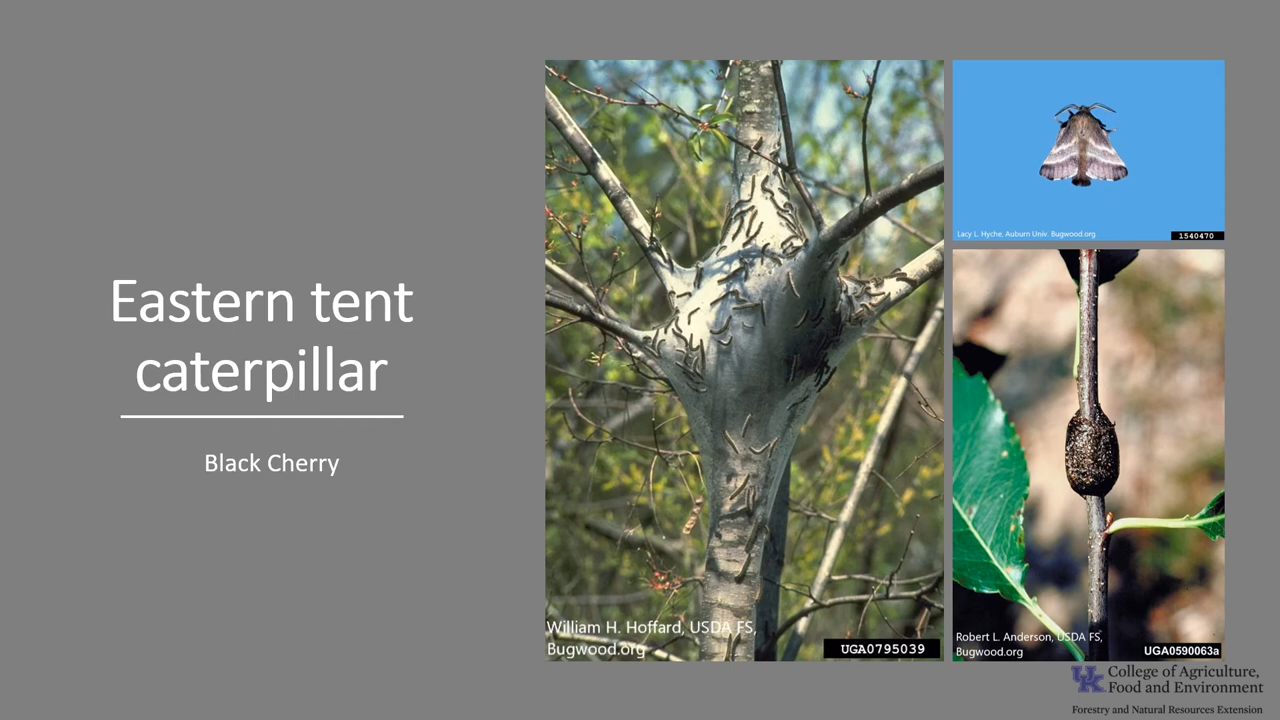 Eastern tent
caterpillar
Black Cherry
William H. Hoffard, USDA FS,
Bugwood.org
UGA0795039
Lacy L. Hyche, Auburn Univ. Bugwood.org
1540470
Robert L. Anderson, USDA FS,
Bugwood.org
UGA0590063a
UK
College of Agriculture,
Food and Environment
Forestry and Natural Resources Extension